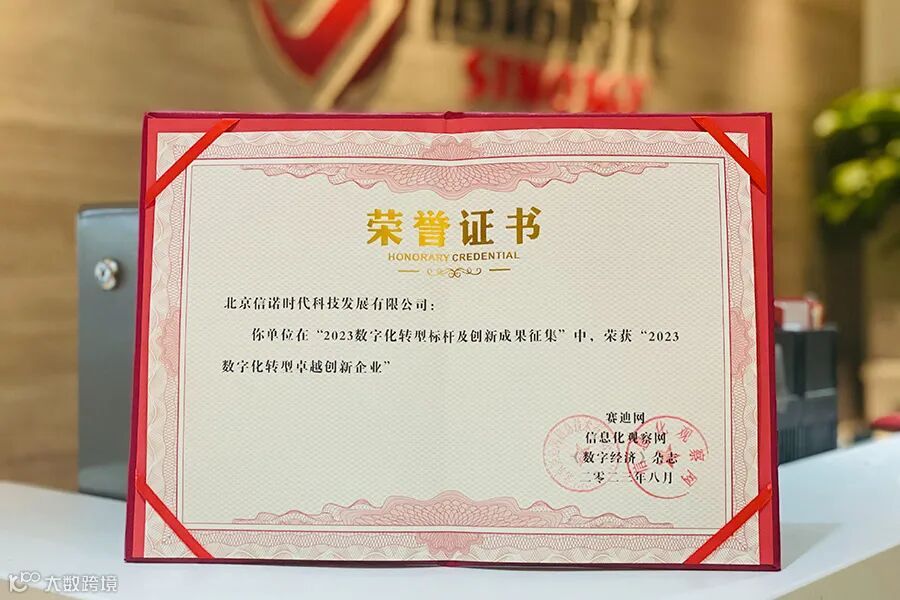 荣誉证书
HONORARY CREDENTIAL
北京信诺时代科技发展有限公司：
你单位在“2023数字化转型标杆及创新成果征集”中，荣获“2023
数字化转型卓越创新企业”
赛迪网
信息化观察网
数字经济》杂志
二零二三年八月
大数跨境